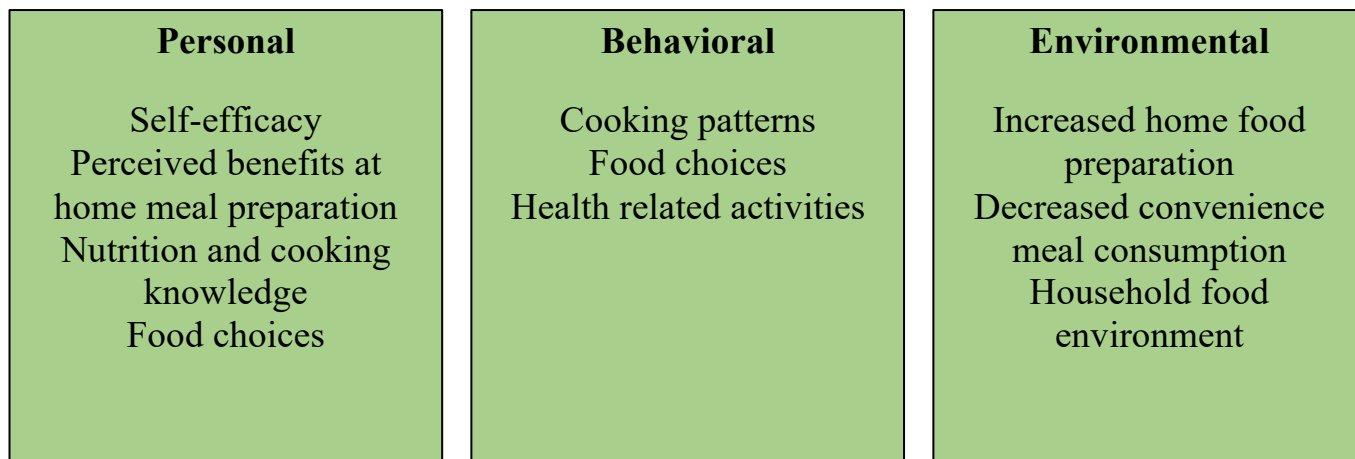 Personal
Self-efficacy
Perceived benefits at
home meal preparation
Nutrition and cooking
knowledge
Food choices
Behavioral
Cooking patterns
Food choices
Health related activities
Environmental
Increased home food
preparation
Decreased convenience
meal consumption
Household food
environment